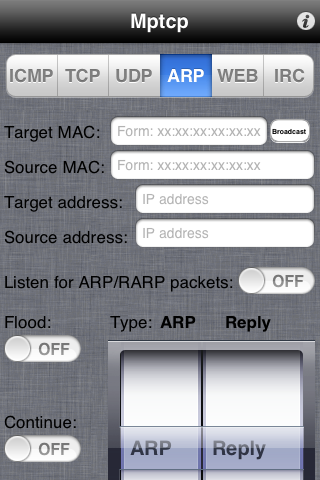 Mptcp
ICMP TCP UDP ARP WEB IRC
Target MAC: Form: xx:xx:xx:xx:xx:xx Broadcast
Source MAC: Form: xx:xx:xx:xx:xx:xx
Target address: IP address
Source address: IP address
Listen for ARP/RARP packets: OFF
Flood: Type: ARP Reply
OFF
Continue:
OFF
ARP Reply